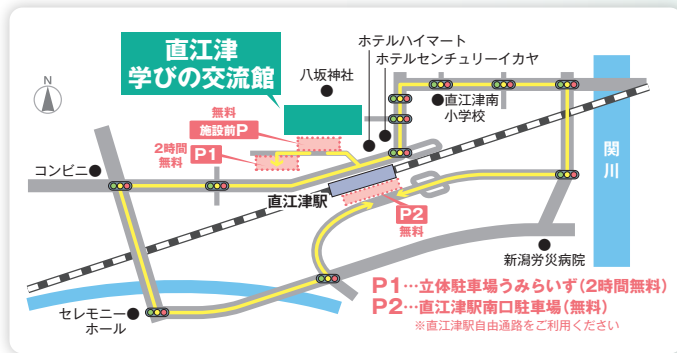 直江津
学びの交流館
N
ホテルハイマート
ホテルセンチュリーイカヤ
八坂神社
無料
施設前P
2時間
無料
P1
コンビニ
直江津南
小学校
関川
直江津駅
P2
無料
新潟労災病院
セレモニー
ホール
P1…立体駐車場うみらいず(2時間無料)
P2…直江津駅南口駐車場(無料)
※直江津駅自由通路をご利用ください